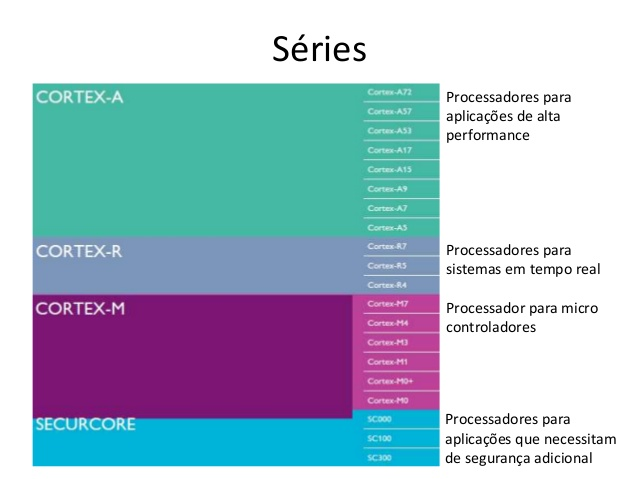 Séries
CORTEX-A
Cortex-A72
Cortex-A57
Cortex-A53
Cortex-A17
Cortex-A15
Cortex-A9
Cortex-A7
Cortex-A5
Processadores para
aplicações de alta
performance
CORTEX-R
Cortex-R7
Cortex-R5
Cortex-R4
Processadores para
sistemas em tempo real
CORTEX-M
Cortex-M7
Cortex-M4
Cortex-M3
Cortex-M1
Cortex-M0+
Cortex-M0
Processador para micro
controladores
SECURCORE
SC000
SC100
SC300
Processadores para
aplicações que necessitam
de segurança adicional